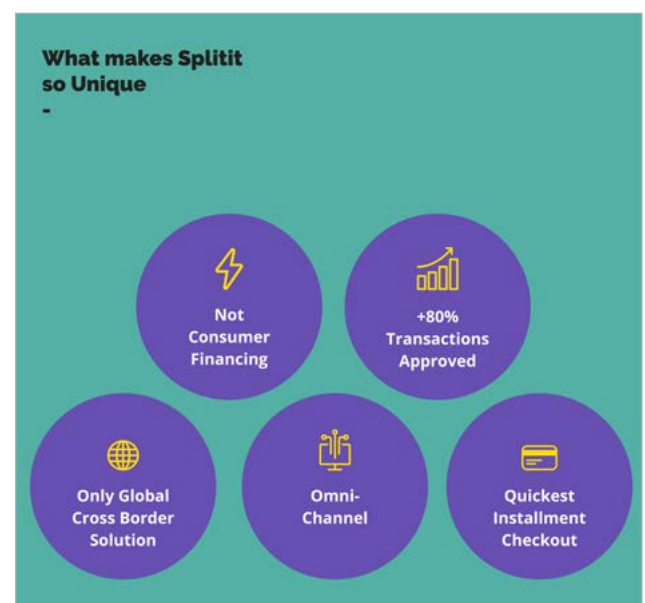 What makes Splitit
so Unique
-
Not
Consumer
Financing
+80%
Transactions
Approved
Only Global
Cross Border
Solution
Omni-
Channel
Quickest
Installment
Checkout